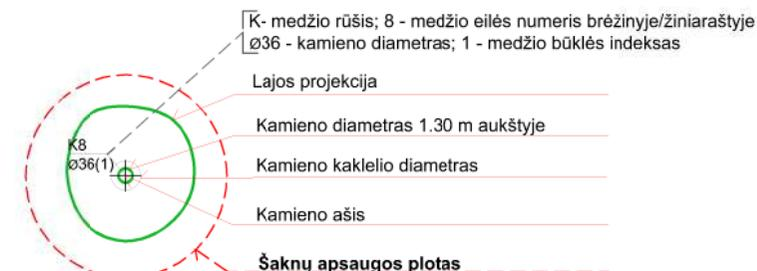 K- medžio rūšis; 8 - medžio eilės numeris brėžinyje/žiniaraštyje
Ø36 - kamieno diametras; 1 - medžio būklės indeksas
Lajos projekcija
Kamieno diametras 1.30 m aukštyje
K8
Ø36(1)
Kamieno kaklelio diametras
Kamieno ašis
Šaknų apsaugos plotas